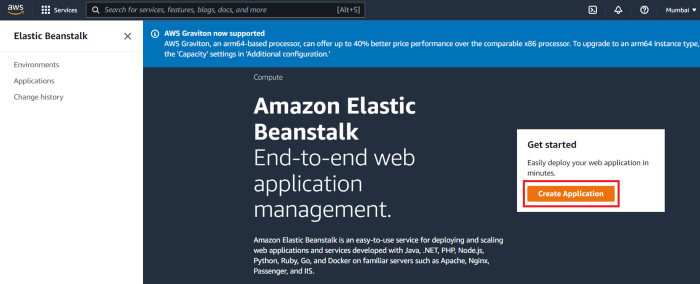 aws
Services
Search for services, features, blogs, docs, and more
[Alt+S]
Mumbai
Elastic Beanstalk
Environments
Applications
Change history
AWS Graviton now supported
AWS Graviton, an arm64-based processor, can offer up to 40% better price performance over the comparable x86 processor. To upgrade to an arm64 instance type,
the 'Capacity' settings in 'Additional configuration.'
Compute
Amazon Elastic
Beanstalk
End-to-end web
application
management.
Amazon Elastic Beanstalk is an easy-to-use service for deploying and scaling
web applications and services developed with Java, .NET, PHP, Node.js,
Python, Ruby, Go, and Docker on familiar servers such as Apache, Nginx,
Passenger, and IIS.
Get started
Easily deploy your web application in
minutes.
Create Application